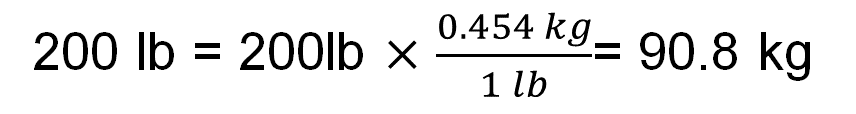 200 lb = 200lb × 0.454 kg / 1 lb = 90.8 kg